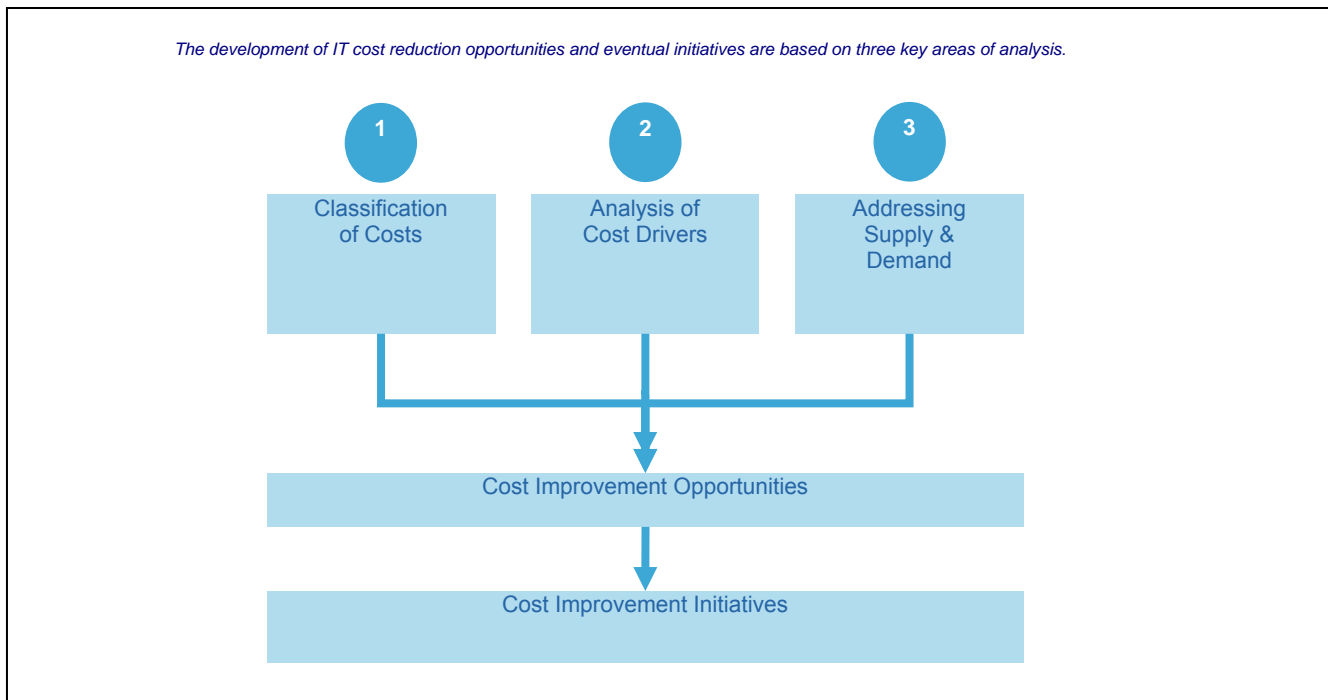 The development of IT cost reduction opportunities and eventual initiatives are based on three key areas of analysis.
1
2
3
Classification
of Costs
Analysis of
Cost Drivers
Addressing
Supply &
Demand
Cost Improvement Opportunities
Cost Improvement Initiatives